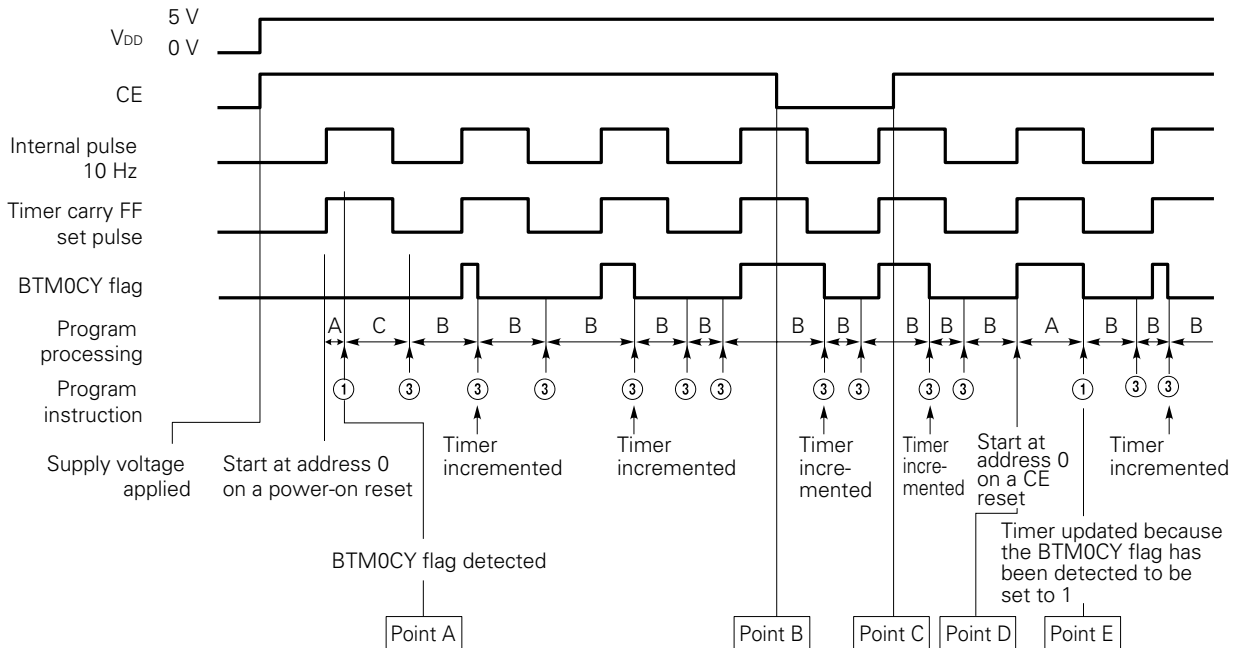 5 V
VDD
0 V
CE
Internal pulse
10 Hz
Timer carry FF
set pulse
BTM0CY flag
Program
processing
A C B B B B B B B B B B A B B B
Program
instruction
① ③ ③ ③ ③ ③ ③ ③ ③ ③ ③ ① ③ ③
Supply voltage
applied
Start at address 0
on a power-on reset
Timer
incremented
Timer
incremented
Timer
incre-
mented
Timer
incre-
mented
Start at
address 0
on a CE
reset
Timer
incremented
BTM0CY flag detected
Timer updated because
the BTM0CY flag has
been detected to be
set to 1
Point A
Point B
Point C
Point D
Point E